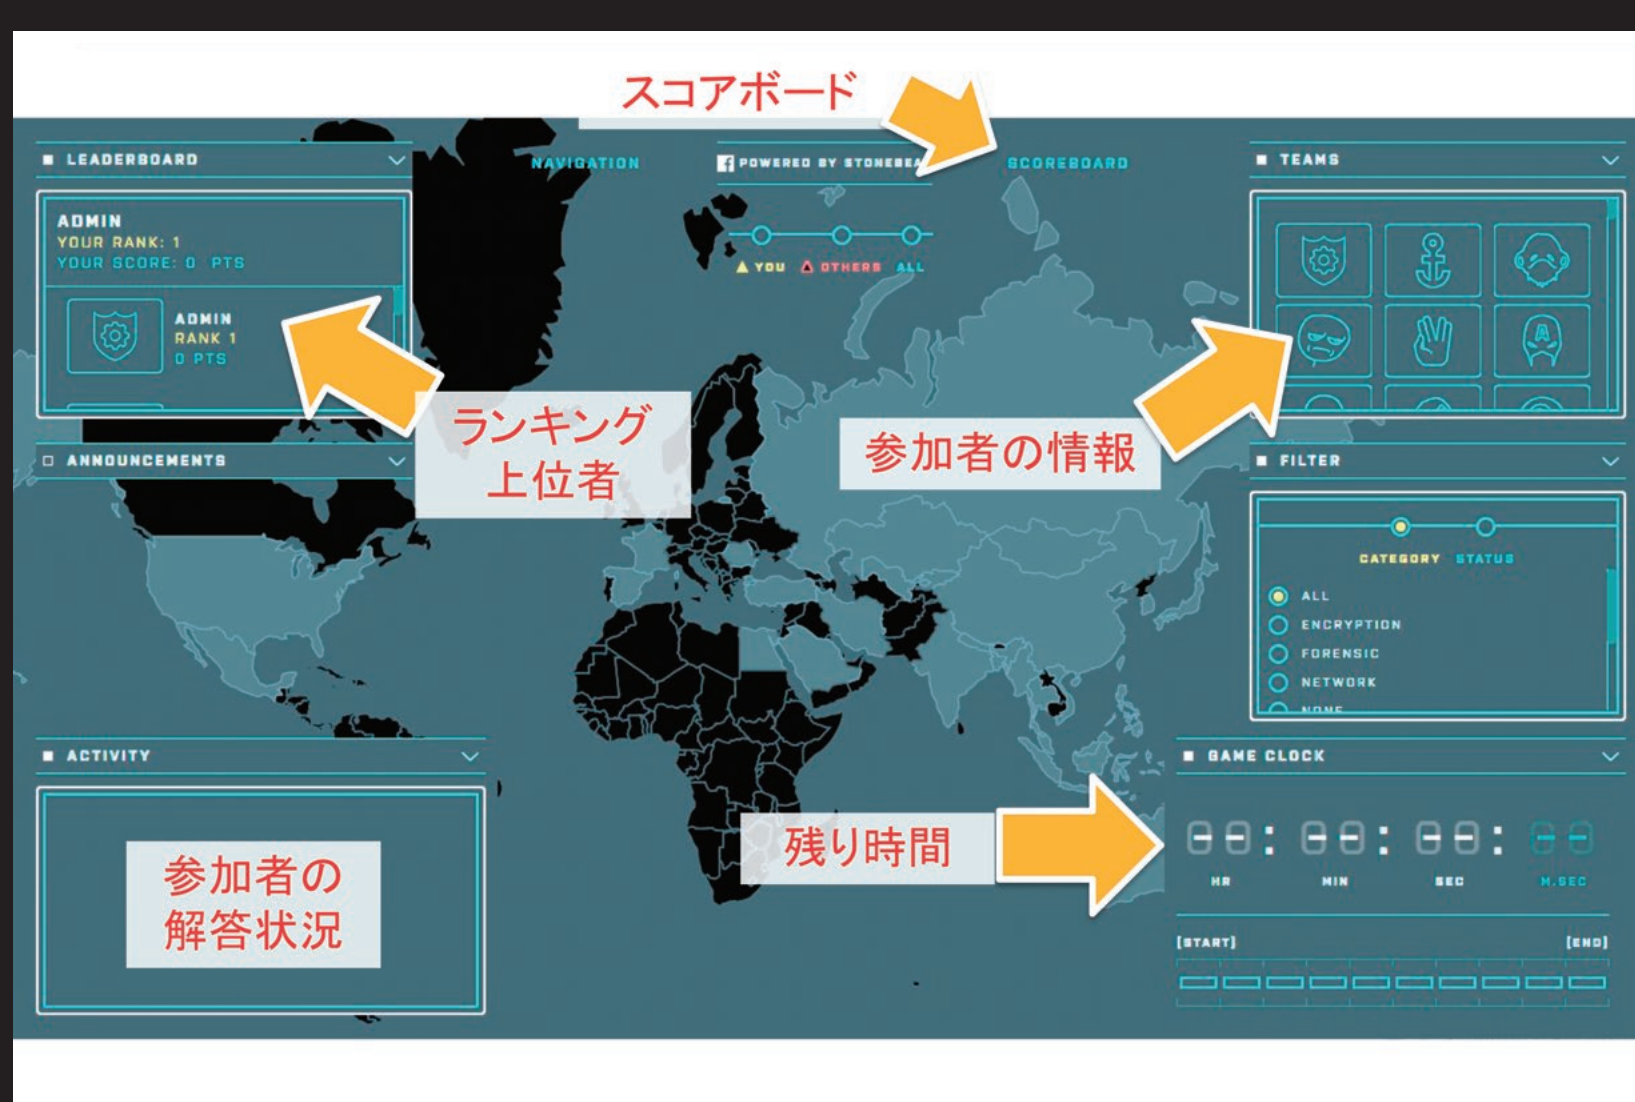 スコアボード
LEADERBOARD
NAVIGATION
POWERED BY
SCOREBOARD
TEAMS
ADMIN
YOUR RANK: 1
YOUR SCORE: 0 PTS
YOU
OTHERS
ALL
ADMIN
RANK 1
0 PTS
ランキング
上位者
参加者の情報
ANNOUNCEMENTS
FILTER
CATEGORY
STATUS
ALL
ENCRYPTION
FORENSIC
NETWORK
NONE
ACTIVITY
GAME CLOCK
参加者の
解答状況
残り時間
HR
MIN
SEC
M.SEC
[START]
[END]